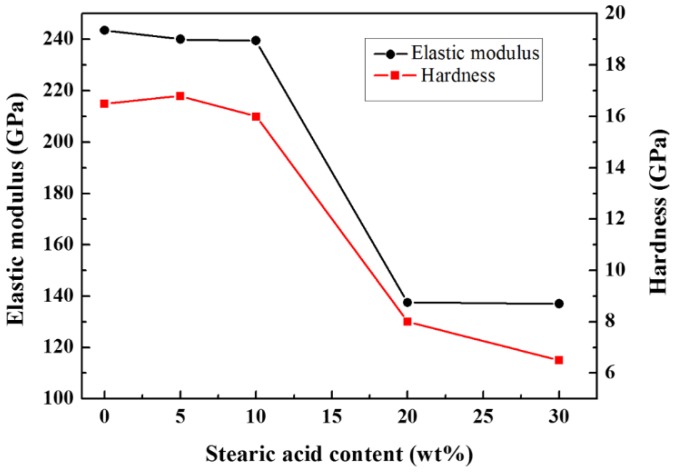 Elastic modulus (GPa)
240
220
200
180
160
140
120
100
Elastic modulus
Hardness
20
18
16
14
12
10
8
6
Hardness (GPa)
0 5 10 15 20 25 30
Stearic acid content (wt%)